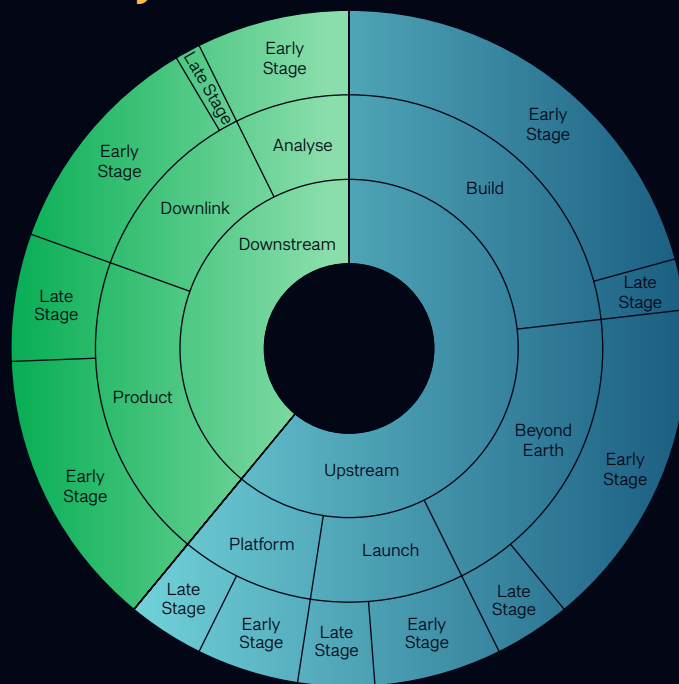 Early
Stage
Late Stage
Early
Stage
Analyse
Early
Stage
Build
Downlink
Downstream
Late
Stage
Late
Stage
Product
Beyond
Earth
Early
Stage
Upstream
Early
Stage
Platform
Launch
Late
Stage
Late
Stage
Early
Stage
Late
Stage
Early
Stage